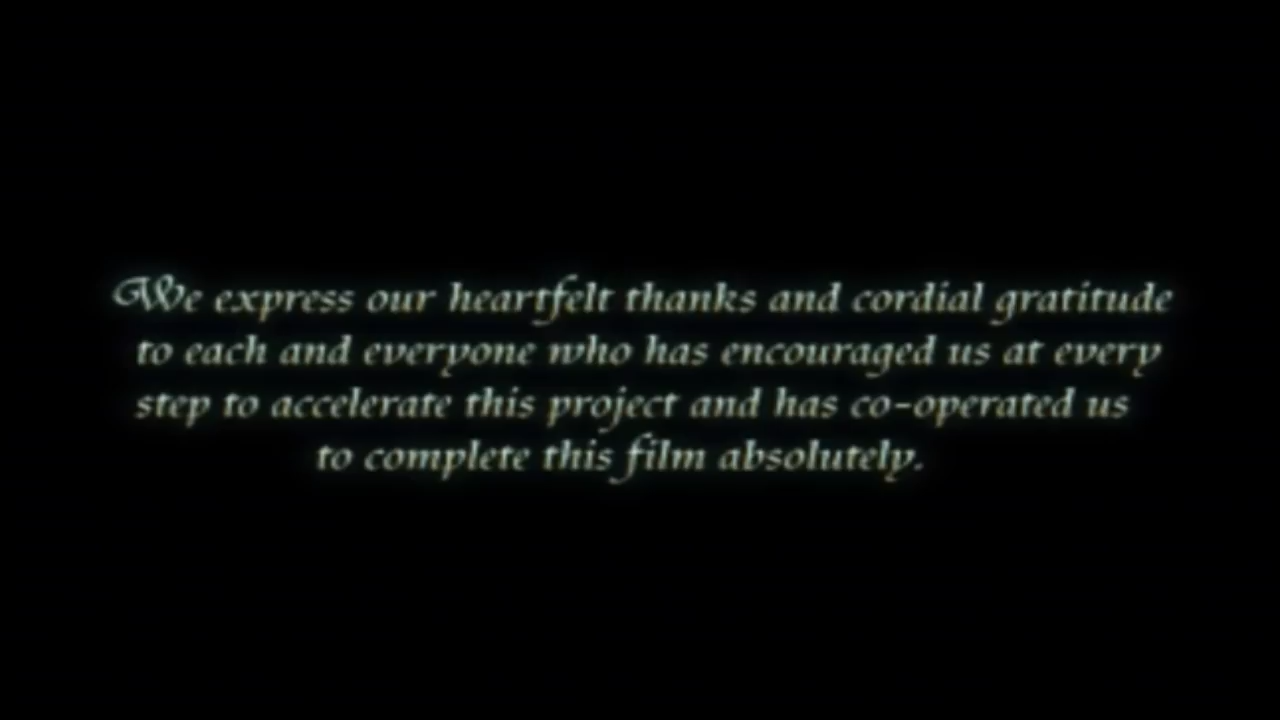 We express our heartfelt thanks and cordial gratitude
to each and everyone who has encouraged us at every
step to accelerate this project and has co-operated us
to complete this film absolutely.